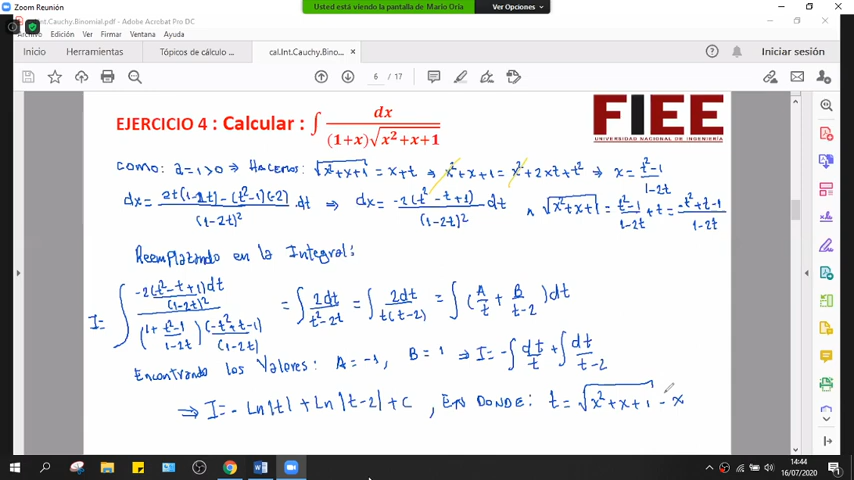 Zoom Reunión
Usted está viendo la pantalla de Mario Oria
Ver Opciones
cal.Int.Cauchy.Binomial.pdf - Adobe Acrobat Pro DC
Archivo Edición Ver Firmar Ventana Ayuda
Inicio Herramientas Tópicos de cálculo ... cal.Int.Cauchy.Bino... × Iniciar sesión
6 / 17
FIEE
UNIVERSIDAD NACIONAL DE INGENIERÍA
EJERCICIO 4 : Calcular : ∫ dx / ((1+x)√(x²+x+1))
Como: a=1>0 ⇒ Hacemos: √(x²+x+1) = x+t ⇒ x²+x+1 = x²+2xt+t² ⇒ x = (t²-1)/(1-2t)
dx = (2t(1-2t)-(t²-1)(-2))/(1-2t)² · dt ⇒ dx = -2(t²-t+1)/(1-2t)² dt ∧ √(x²+x+1) = (t²-1)/(1-2t) + t = (-t²+t-1)/(1-2t)
Reemplazando en la Integral:
I = ∫ (-2(t²-t+1)dt/(1-2t)²) / ((1+(t²-1)/(1-2t))((-t²+t-1)/(1-2t))) = ∫ 2dt/(t²-2t) = ∫ 2dt/(t(t-2)) = ∫ (A/t + B/(t-2))dt
Encontrando los Valores: A=-1, B=1 ⇒ I = -∫ dt/t + ∫ dt/(t-2)
⇒ I = - Ln|t| + Ln|t-2| + C , EN DONDE: t = √(x²+x+1) - x
14:44
16/07/2020